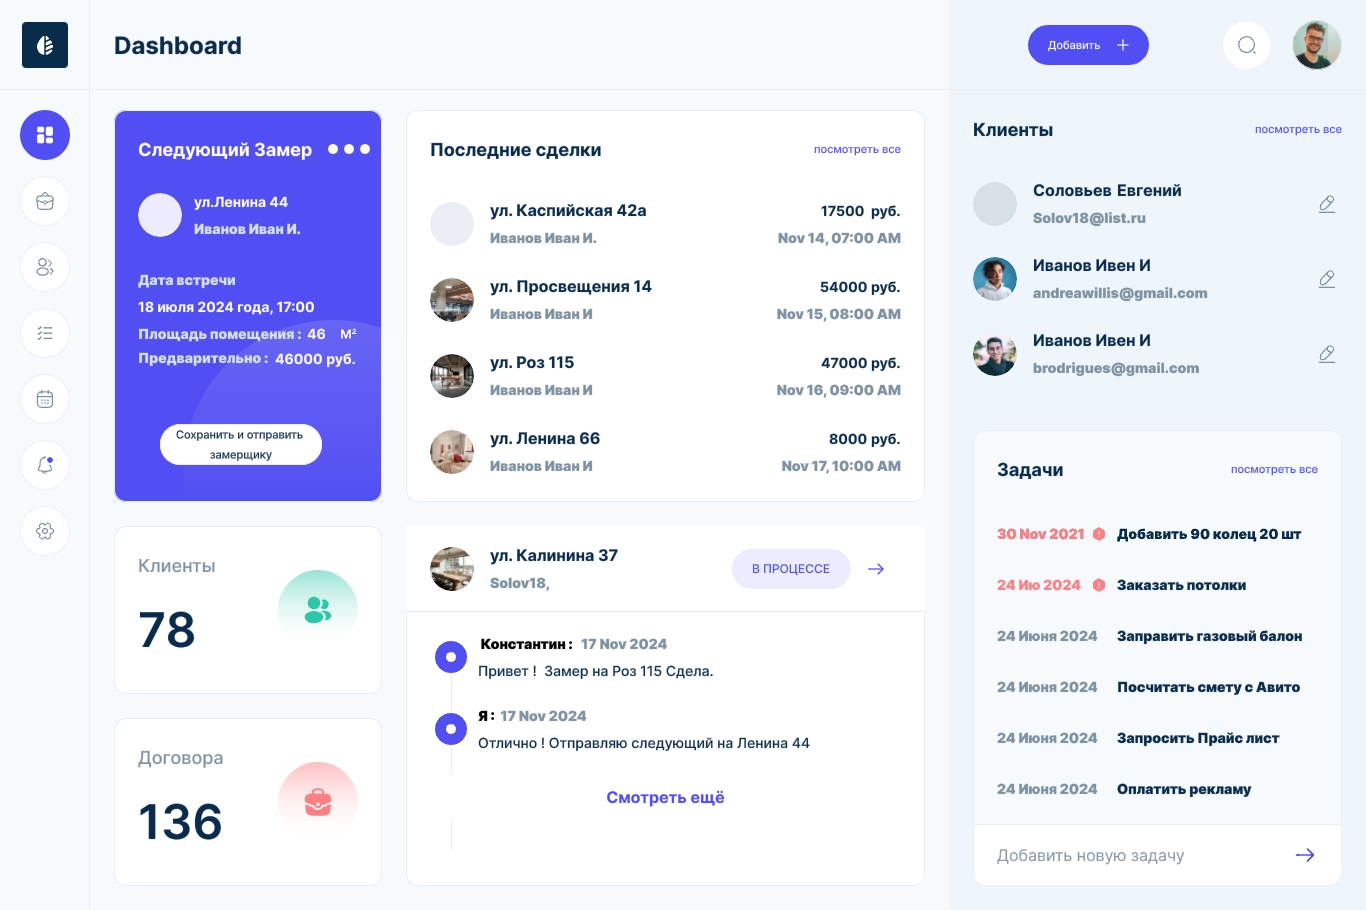 Dashboard
Добавить
Следующий Замер
ул.Ленина 44
Иванов Иван И.
Дата встречи
18 июля 2024 года, 17:00
Площадь помещения : 46 М²
Предварительно : 46000 руб.
Сохранить и отправить
замерщику
Последние сделки
посмотреть все
ул. Каспийская 42а
17500 руб.
Иванов Иван И.
Nov 14, 07:00 AM
ул. Просвещения 14
54000 руб.
Иванов Иван И
Nov 15, 08:00 AM
ул. Роз 115
47000 руб.
Иванов Иван И
Nov 16, 09:00 AM
ул. Ленина 66
8000 руб.
Иванов Иван И
Nov 17, 10:00 AM
Клиенты
78
Договора
136
ул. Калинина 37
Solov18,
В ПРОЦЕССЕ
Константин : 17 Nov 2024
Привет ! Замер на Роз 115 Сдела.
Я : 17 Nov 2024
Отлично ! Отправляю следующий на Ленина 44
Смотреть ещё
Клиенты
посмотреть все
Соловьев Евгений
Solov18@list.ru
Иванов Ивен И
andreawillis@gmail.com
Иванов Ивен И
brodrigues@gmail.com
Задачи
посмотреть все
30 Nov 2021 Добавить 90 колец 20 шт
24 Ию 2024 Заказать потолки
24 Июня 2024 Заправить газовый балон
24 Июня 2024 Посчитать смету с Авито
24 Июня 2024 Запросить Прайс лист
24 Июня 2024 Оплатить рекламу
Добавить новую задачу